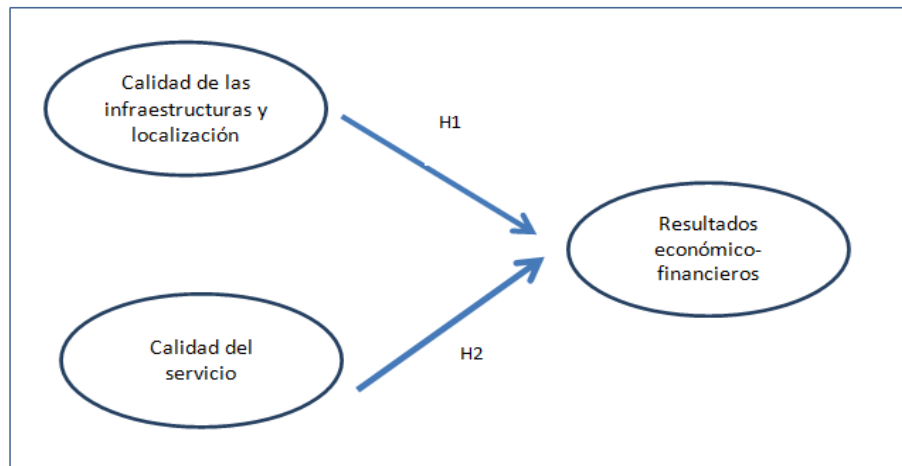 Calidad de las
infraestructuras y
localización
H1
Resultados
económico-
financieros
Calidad del
servicio
H2